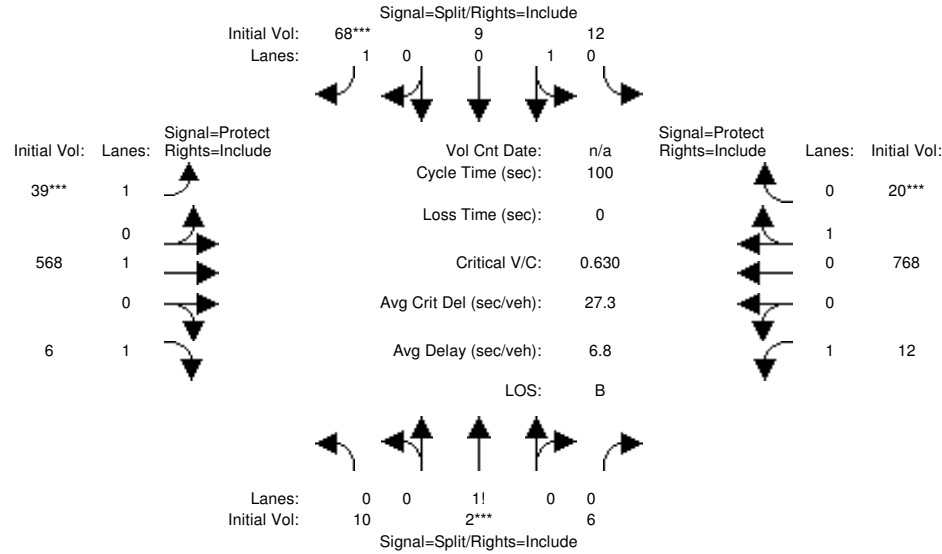 Signal=Split/Rights=Include
Initial Vol: 68*** 9 12
Lanes: 1 0 0 1 0
Signal=Protect Signal=Protect
Initial Vol: Lanes: Rights=Include Vol Cnt Date: n/a Rights=Include Lanes: Initial Vol:
Cycle Time (sec): 100
39*** 1 0 20***
Loss Time (sec): 0
0 1
568 1 Critical V/C: 0.630 0 768
0 Avg Crit Del (sec/veh): 27.3 0
6 1 Avg Delay (sec/veh): 6.8 1 12
LOS: B
Lanes: 0 0 1! 0 0
Initial Vol: 10 2*** 6
Signal=Split/Rights=Include